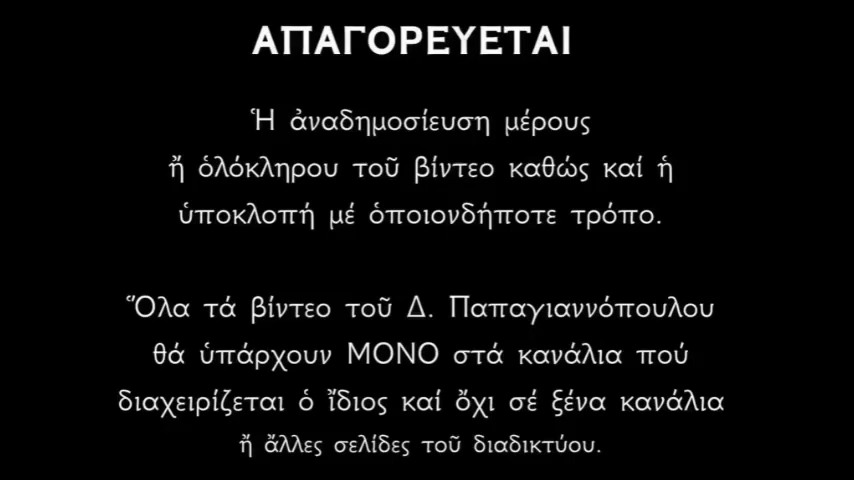 ΑΠΑΓΟΡΕΥΕΤΑΙ
Ἡ ἀναδημοσίευση μέρους
ἤ ὁλόκληρου τοῦ βίντεο καθώς καί ἡ
ὑποκλοπή μέ ὁποιονδήποτε τρόπο.
Ὅλα τά βίντεο τοῦ Δ. Παπαγιαννόπουλου
θά ὑπάρχουν ΜΟΝΟ στά κανάλια πού
διαχειρίζεται ὁ ἴδιος καί ὄχι σέ ξένα κανάλια
ἤ ἄλλες σελίδες τοῦ διαδικτύου.